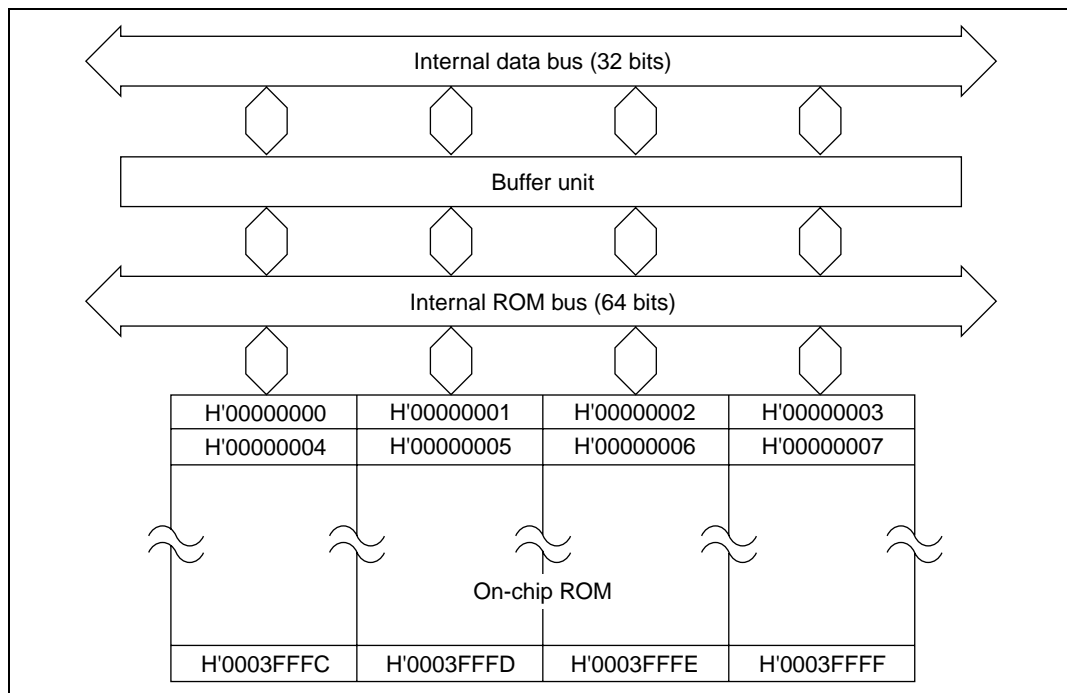 Internal data bus (32 bits)
Buffer unit
Internal ROM bus (64 bits)
H'00000000 H'00000001 H'00000002 H'00000003
H'00000004 H'00000005 H'00000006 H'00000007
On-chip ROM
H'0003FFFC H'0003FFFD H'0003FFFE H'0003FFFF